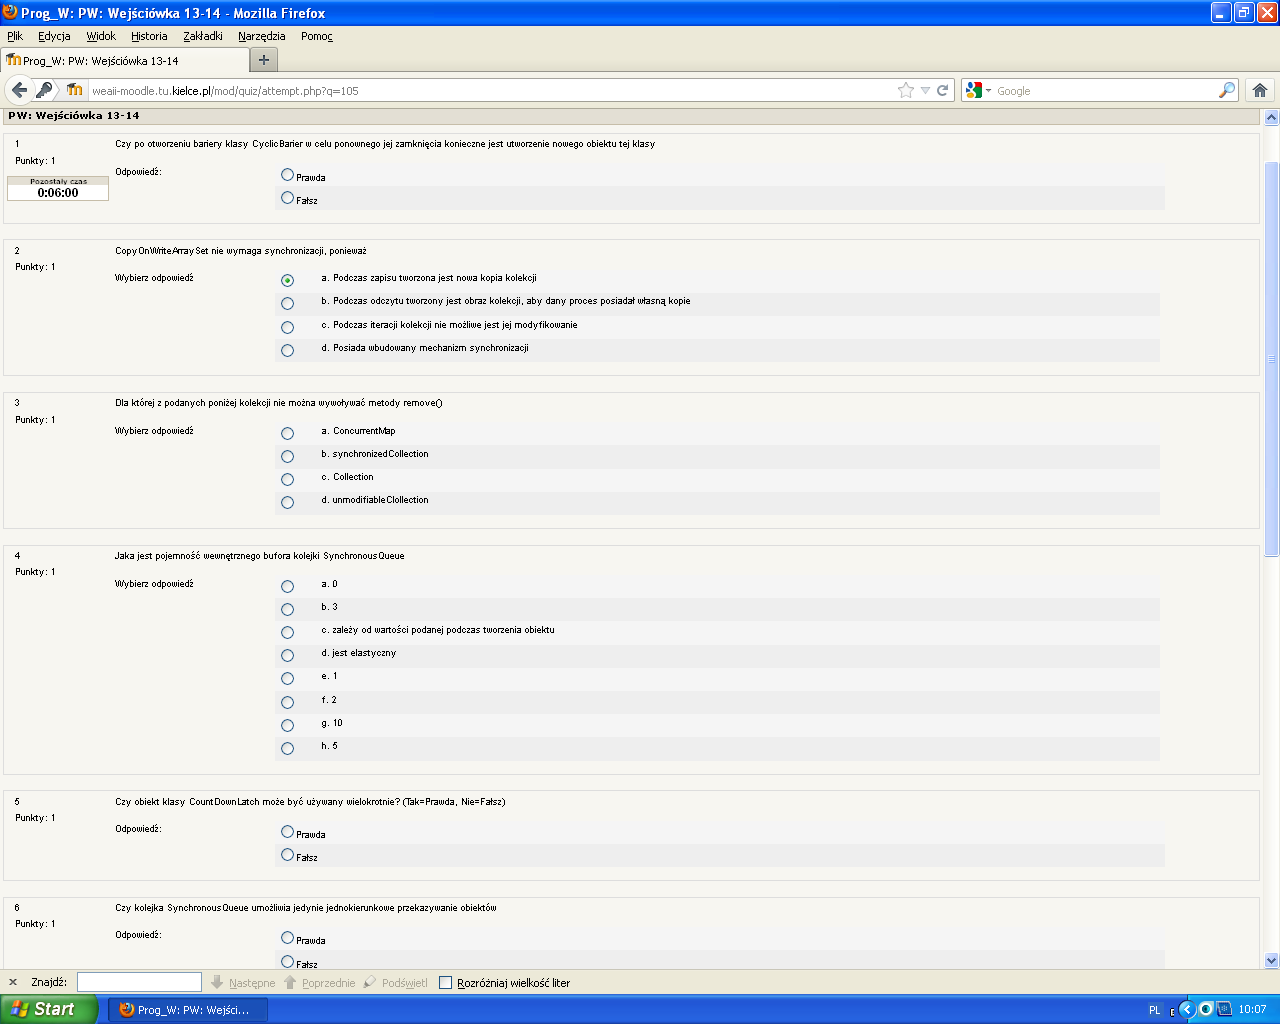 Prog_W: PW: Wejściówka 13-14 - Mozilla Firefox
Plik Edycja Widok Historia Zakładki Narzędzia Pomoc
Prog_W: PW: Wejściówka 13-14
weaii-moodle.tu.kielce.pl/mod/quiz/attempt.php?q=105
Google
PW: Wejściówka 13-14
1
Punkty: 1
Pozostały czas
0:06:00
Czy po otworzeniu bariery klasy CyclicBarier w celu ponownego jej zamknięcia konieczne jest utworzenie nowego obiektu tej klasy
Odpowiedź:
Prawda
Fałsz
2
Punkty: 1
CopyOnWriteArraySet nie wymaga synchronizacji, ponieważ
Wybierz odpowiedź
a. Podczas zapisu tworzona jest nowa kopia kolekcji
b. Podczas odczytu tworzony jest obraz kolekcji, aby dany proces posiadał własną kopie
c. Podczas iteracji kolekcji nie możliwe jest jej modyfikowanie
d. Posiada wbudowany mechanizm synchronizacji
3
Punkty: 1
Dla której z podanych poniżej kolekcji nie można wywoływać metody remove()
Wybierz odpowiedź
a. ConcurrentMap
b. synchronizedCollection
c. Collection
d. unmodifiableClollection
4
Punkty: 1
Jaka jest pojemność wewnętrznego bufora kolejki SynchronousQueue
Wybierz odpowiedź
a. 0
b. 3
c. zależy od wartości podanej podczas tworzenia obiektu
d. jest elastyczny
e. 1
f. 2
g. 10
h. 5
5
Punkty: 1
Czy obiekt klasy CountDownLatch może być używany wielokrotnie? (Tak=Prawda, Nie=Fałsz)
Odpowiedź:
Prawda
Fałsz
6
Punkty: 1
Czy kolejka SynchronousQueue umożliwia jedynie jednokierunkowe przekazywanie obiektów
Odpowiedź:
Prawda
Fałsz
Znajdź: Następne Poprzednie Podświetl Rozróżniaj wielkość liter
Start Prog_W: PW: Wejści... PL 10:07